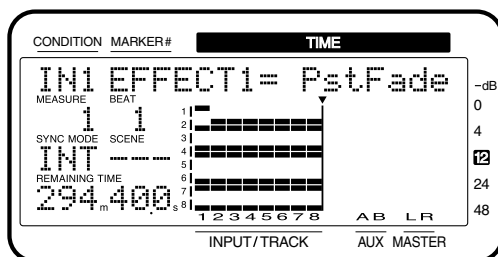 CONDITION MARKER# TIME
IN1 EFFECT1= PstFade
MEASURE BEAT
1 1
SYNC MODE SCENE
INT ---
REMAINING TIME
294m40.0s
1
2
3
4
5
6
7
8
1 2 3 4 5 6 7 8 A B L R
INPUT/TRACK AUX MASTER
-dB
0
4
12
24
48